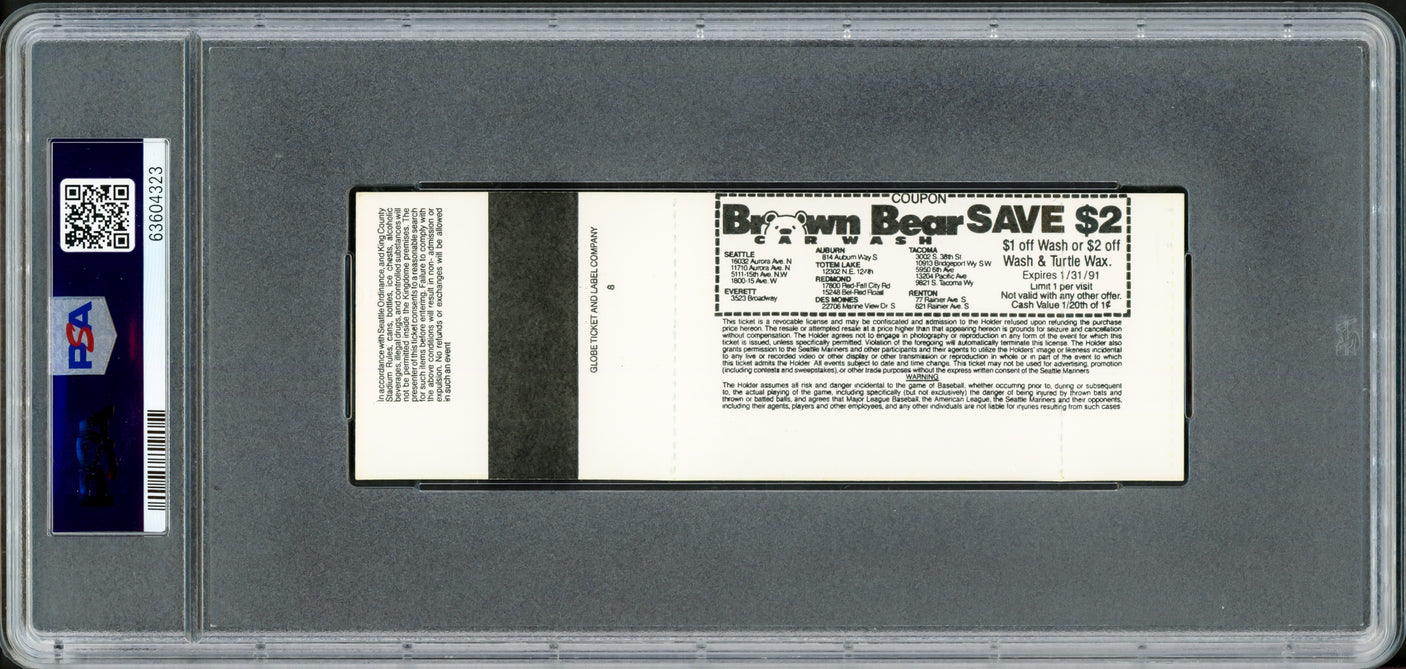 PSA
63604323
In accordance with Seattle Ordinance, and King County
Stadium Rules, cans, bottles, ice chests, alcoholic
beverages, illegal drugs, and controlled substances will
not be permitted inside the Kingdome premises. The
presenter of this ticket consents to a reasonable search
for such items before entering. Failure to comply with
the above conditions will result in non- admission or
expulsion. No refunds or exchanges will be allowed
in such an event
GLOBE TICKET AND LABEL COMPANY
8
COUPON
Brown Bear SAVE $2
CAR WASH
SEATTLE
16032 Aurora Ave. N
11710 Aurora Ave. N
5111-15th Ave. N.W
1800-15 Ave. W
EVERETT
3523 Broadway
AUBURN
814 Auburn Way S
TOTEM LAKE
12302 N.E. 124th
REDMOND
17800 Red-Fall City Rd
15248 Bel-Red Road
DES MOINES
22706 Marine View Dr. S
TACOMA
3002 S. 38th St
10913 Bridgeport Wy SW
5950 6th Ave
13204 Pacific Ave
9821 S. Tacoma Wy
RENTON
77 Rainier Ave. S
621 Rainier Ave. S
$1 off Wash or $2 off
Wash & Turtle Wax.
Expires 1/31/91
Limit 1 per visit
Not valid with any other offer.
Cash Value 1/20th of 1¢
This ticket is a revocable license and may be confiscated and admission to the Holder refused upon refunding the purchase
price hereon. The resale or attempted resale at a price higher than that appearing hereon is grounds for seizure and cancellation
without compensation. The Holder agrees not to engage in photography or reproduction in any form of the event for which this
ticket is issued, unless specifically permitted. Violation of the foregoing will automatically terminate this license. The Holder also
grants permission to the Seattle Mariners and other participants and their agents to utilize the Holders' image or likeness incidental
to any live or recorded video or other display or other transmission or reproduction in whole or in part of the event to which
this ticket admits the Holder. All events subject to date and time change. This ticket may not be used for advertising, promotion
(including contests and sweepstakes), or other trade purposes without the express written consent of the Seattle Mariners
WARNING
The Holder assumes all risk and danger incidental to the game of Baseball, whether occurring prior to, during or subsequent
to, the actual playing of the game, including specifically (but not exclusively) the danger of being injured by thrown bats and
thrown or batted balls, and agrees that Major League Baseball, the American League, the Seattle Mariners and their opponents,
including their agents, players and other employees, and any other individuals are not liable for injuries resulting from such cases